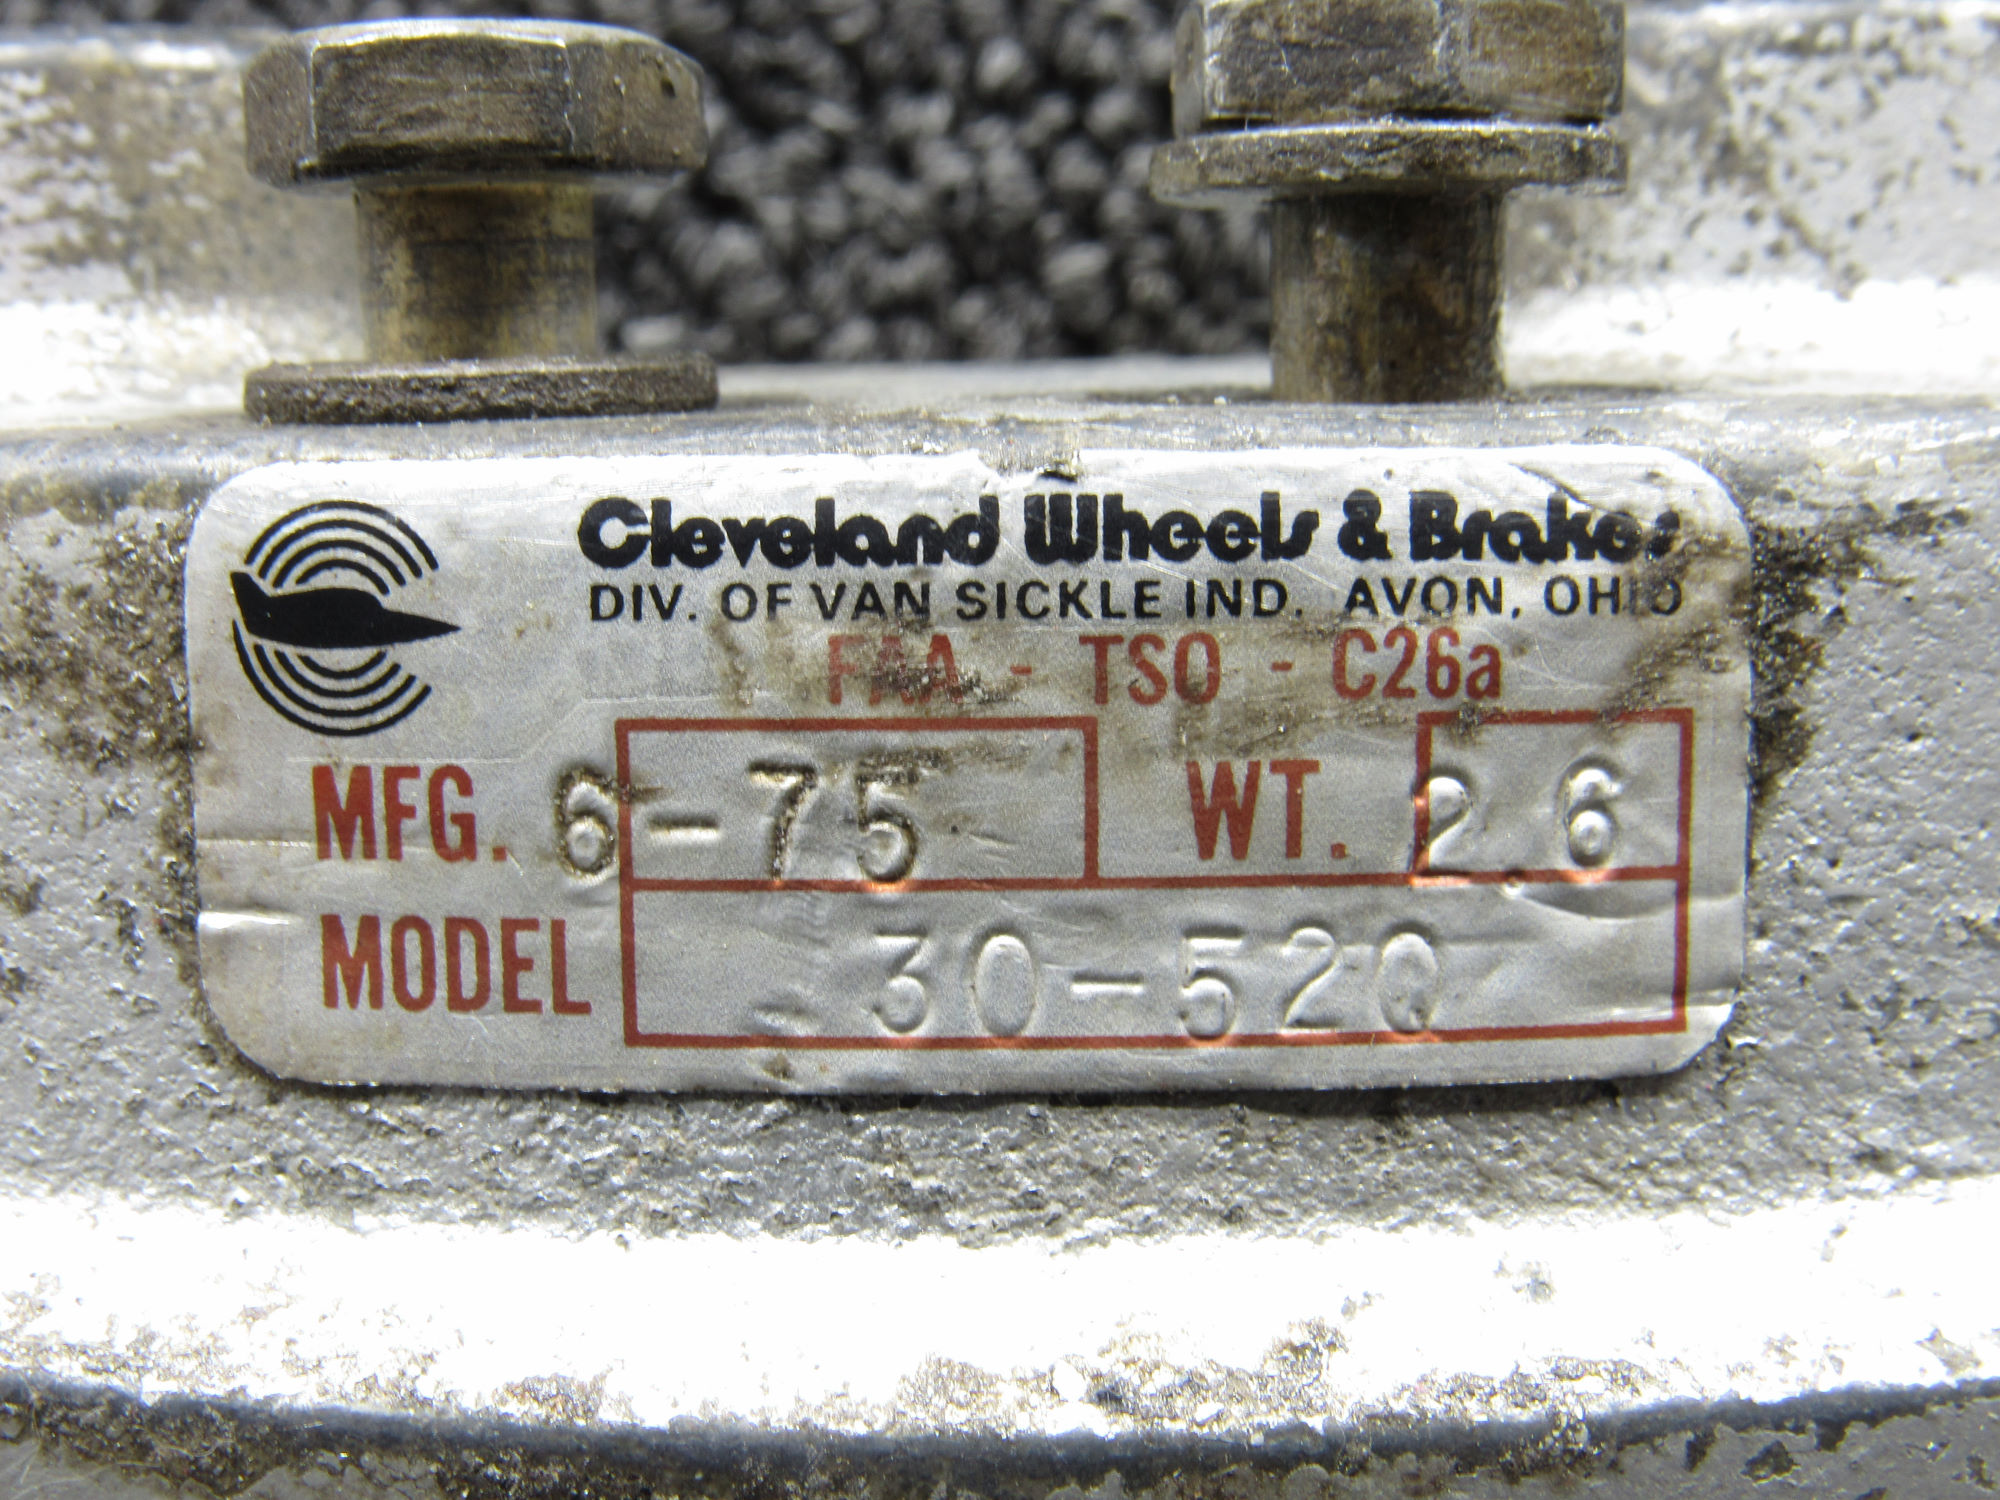 Cleveland Wheels & Brakes
DIV. OF VAN SICKLE IND. AVON, OHIO
FAA - TSO - C26a
MFG. 6-75 WT. 2.6
MODEL 30-52Q